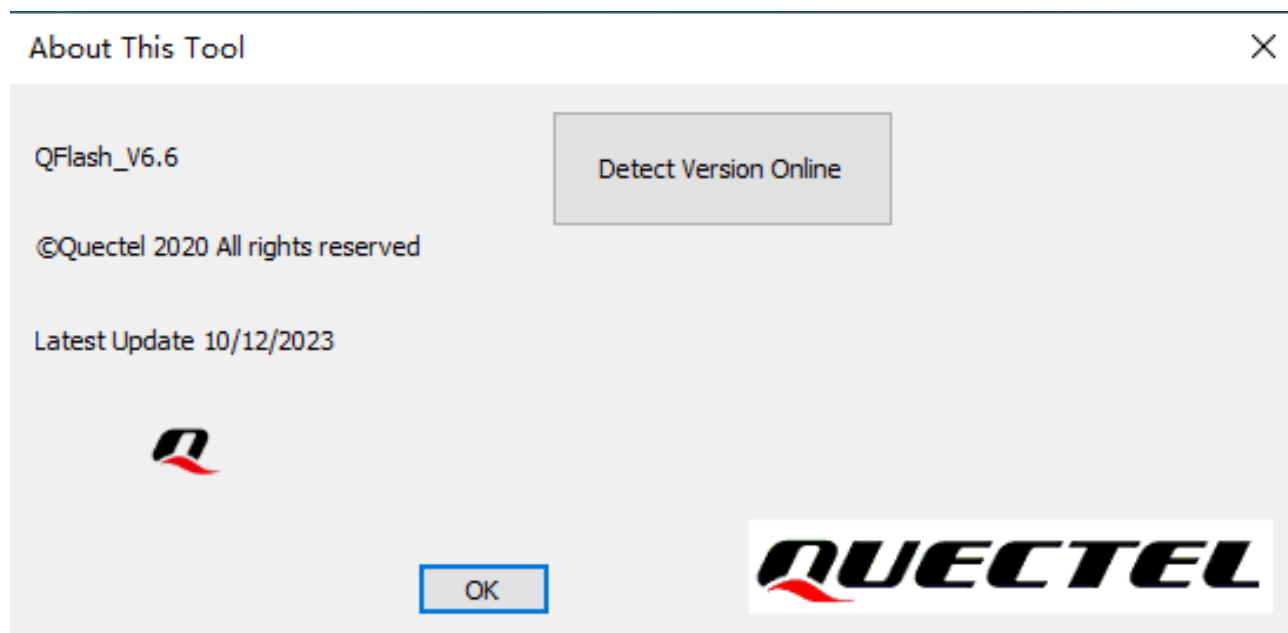 About This Tool
QFlash_V6.6
Detect Version Online
©Quectel 2020 All rights reserved
Latest Update 10/12/2023
OK
QUECTEL